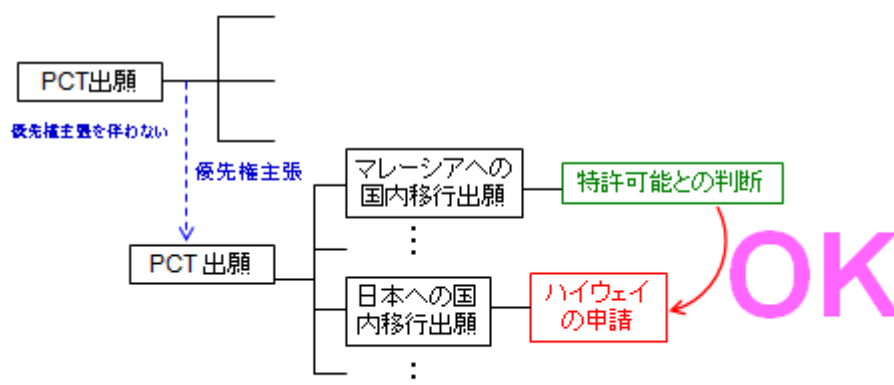 PCT出願
優先権主張を伴わない
優先権主張
マレーシアへの
国内移行出願
特許可能との判断
︙
OK
PCT 出願
日本への国
内移行出願
ハイウェイ
の申請
︙